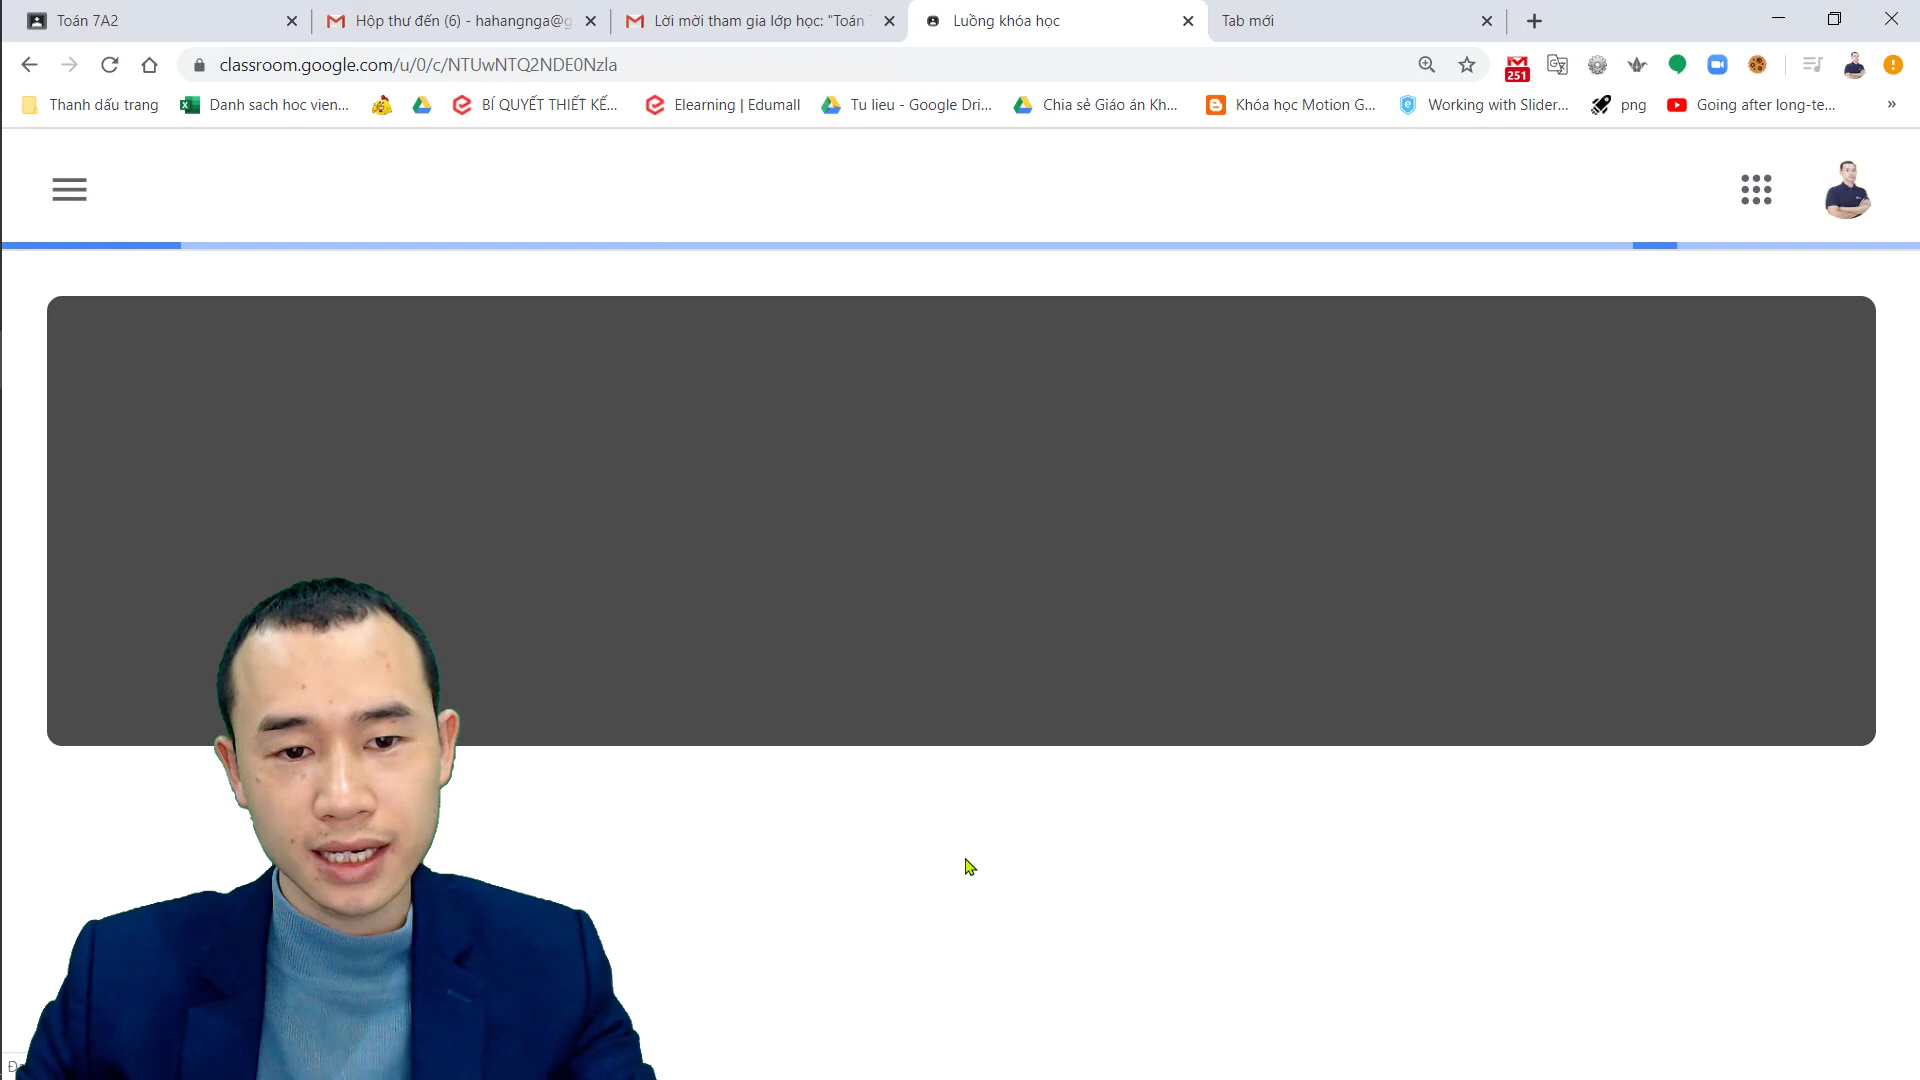 Toán 7A2
Hộp thư đến (6) - hahangnga@g
Lời mời tham gia lớp học: "Toán
Luồng khóa học
Tab mới
classroom.google.com/u/0/c/NTUwNTQ2NDE0Nzla
251
Thanh dấu trang
Danh sach hoc vien...
BÍ QUYẾT THIẾT KẾ...
Elearning | Edumall
Tu lieu - Google Dri...
Chia sẻ Giáo án Kh...
Khóa học Motion G...
Working with Slider...
png
Going after long-te...
»